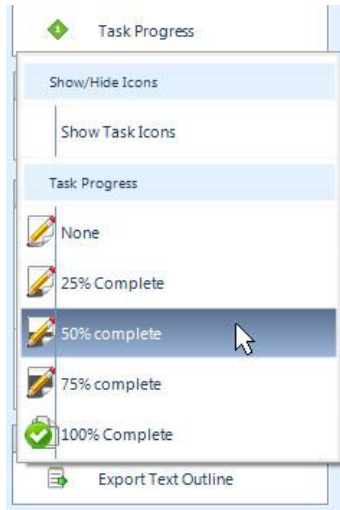 Task Progress
Show/Hide Icons
Show Task Icons
Task Progress
None
25% Complete
50% complete
75% complete
100% Complete
Export Text Outline